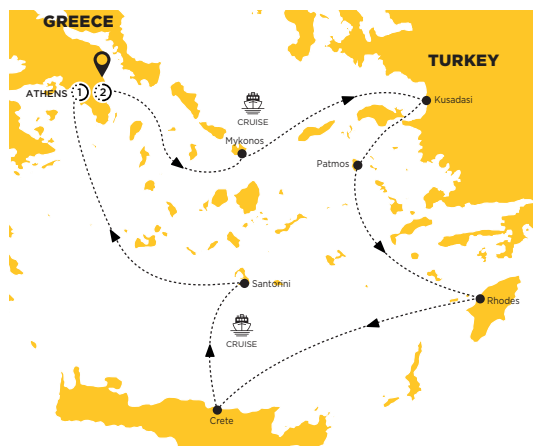 GREECE
TURKEY
ATHENS 1 2
CRUISE
Kusadasi
Mykonos
Patmos
Santorini
Rhodes
CRUISE
Crete